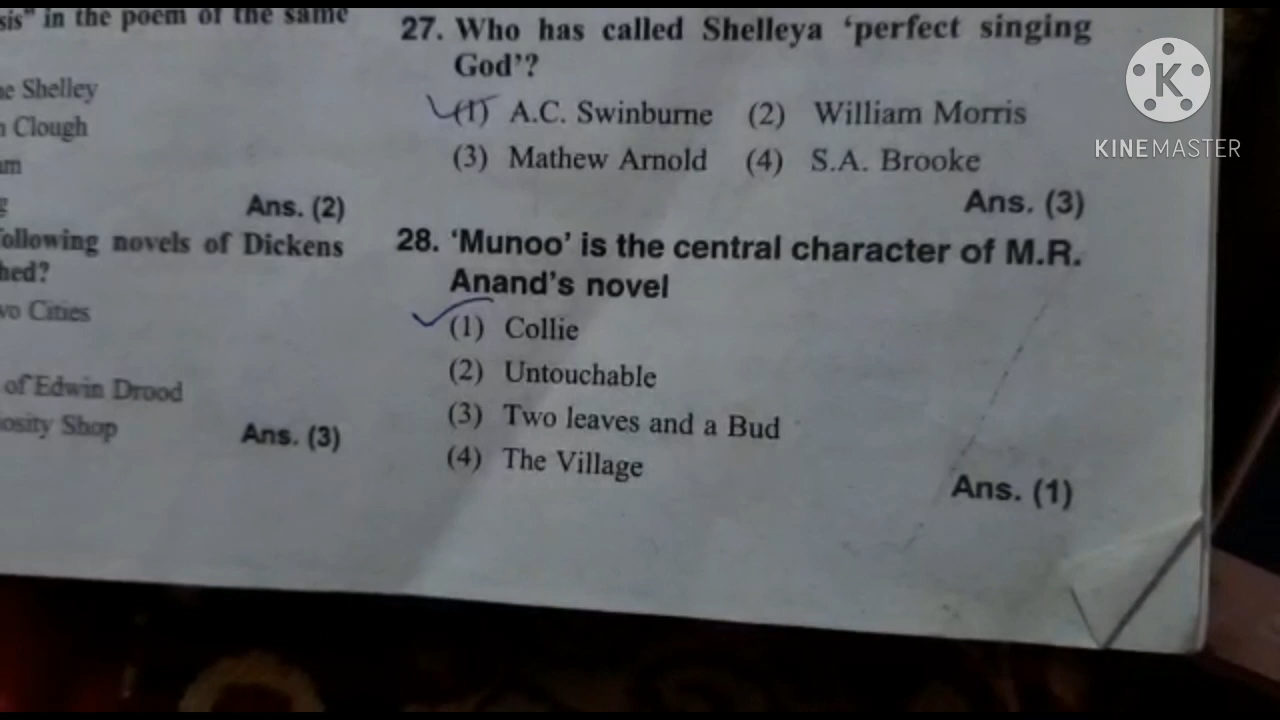 sis" in the poem of the same
ne Shelley
n Clough
am
g
Ans. (2)
ollowing novels of Dickens
hed?
wo Cities
of Edwin Drood
iosity Shop
Ans. (3)
27. Who has called Shelleya ‘perfect singing
God’?
(1) A.C. Swinburne (2) William Morris
(3) Mathew Arnold (4) S.A. Brooke
Ans. (3)
28. ‘Munoo’ is the central character of M.R.
Anand's novel
(1) Collie
(2) Untouchable
(3) Two leaves and a Bud
(4) The Village
Ans. (1)
K
KINEMASTER